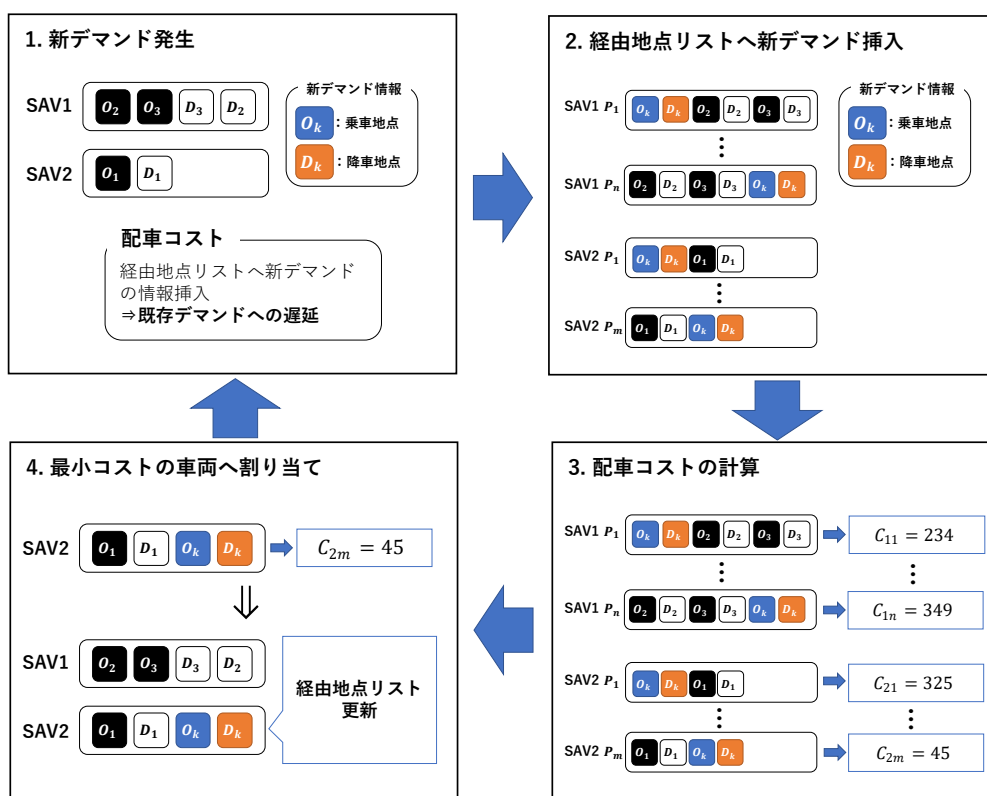 1. 新デマンド発生
SAV1 O₂ O₃ D₃ D₂
SAV2 O₁ D₁
新デマンド情報
Oₖ :乗車地点
Dₖ :降車地点
配車コスト
経由地点リストへ新デマンド
の情報挿入
⇒既存デマンドへの遅延
2. 経由地点リストへ新デマンド挿入
SAV1 P₁ Oₖ Dₖ O₂ D₂ O₃ D₃
⋮
SAV1 Pₙ O₂ D₂ O₃ D₃ Oₖ Dₖ
SAV2 P₁ Oₖ Dₖ O₁ D₁
⋮
SAV2 Pₘ O₁ D₁ Oₖ Dₖ
新デマンド情報
Oₖ :乗車地点
Dₖ :降車地点
3. 配車コストの計算
SAV1 P₁ Oₖ Dₖ O₂ D₂ O₃ D₃ C₁₁ = 234
⋮ ⋮
SAV1 Pₙ O₂ D₂ O₃ D₃ Oₖ Dₖ C₁ₙ = 349
SAV2 P₁ Oₖ Dₖ O₁ D₁ C₂₁ = 325
⋮ ⋮
SAV2 Pₘ O₁ D₁ Oₖ Dₖ C₂ₘ = 45
4. 最小コストの車両へ割り当て
SAV2 O₁ D₁ Oₖ Dₖ C₂ₘ = 45
⇓
SAV1 O₂ O₃ D₃ D₂
SAV2 O₁ D₁ Oₖ Dₖ
経由地点リスト
更新